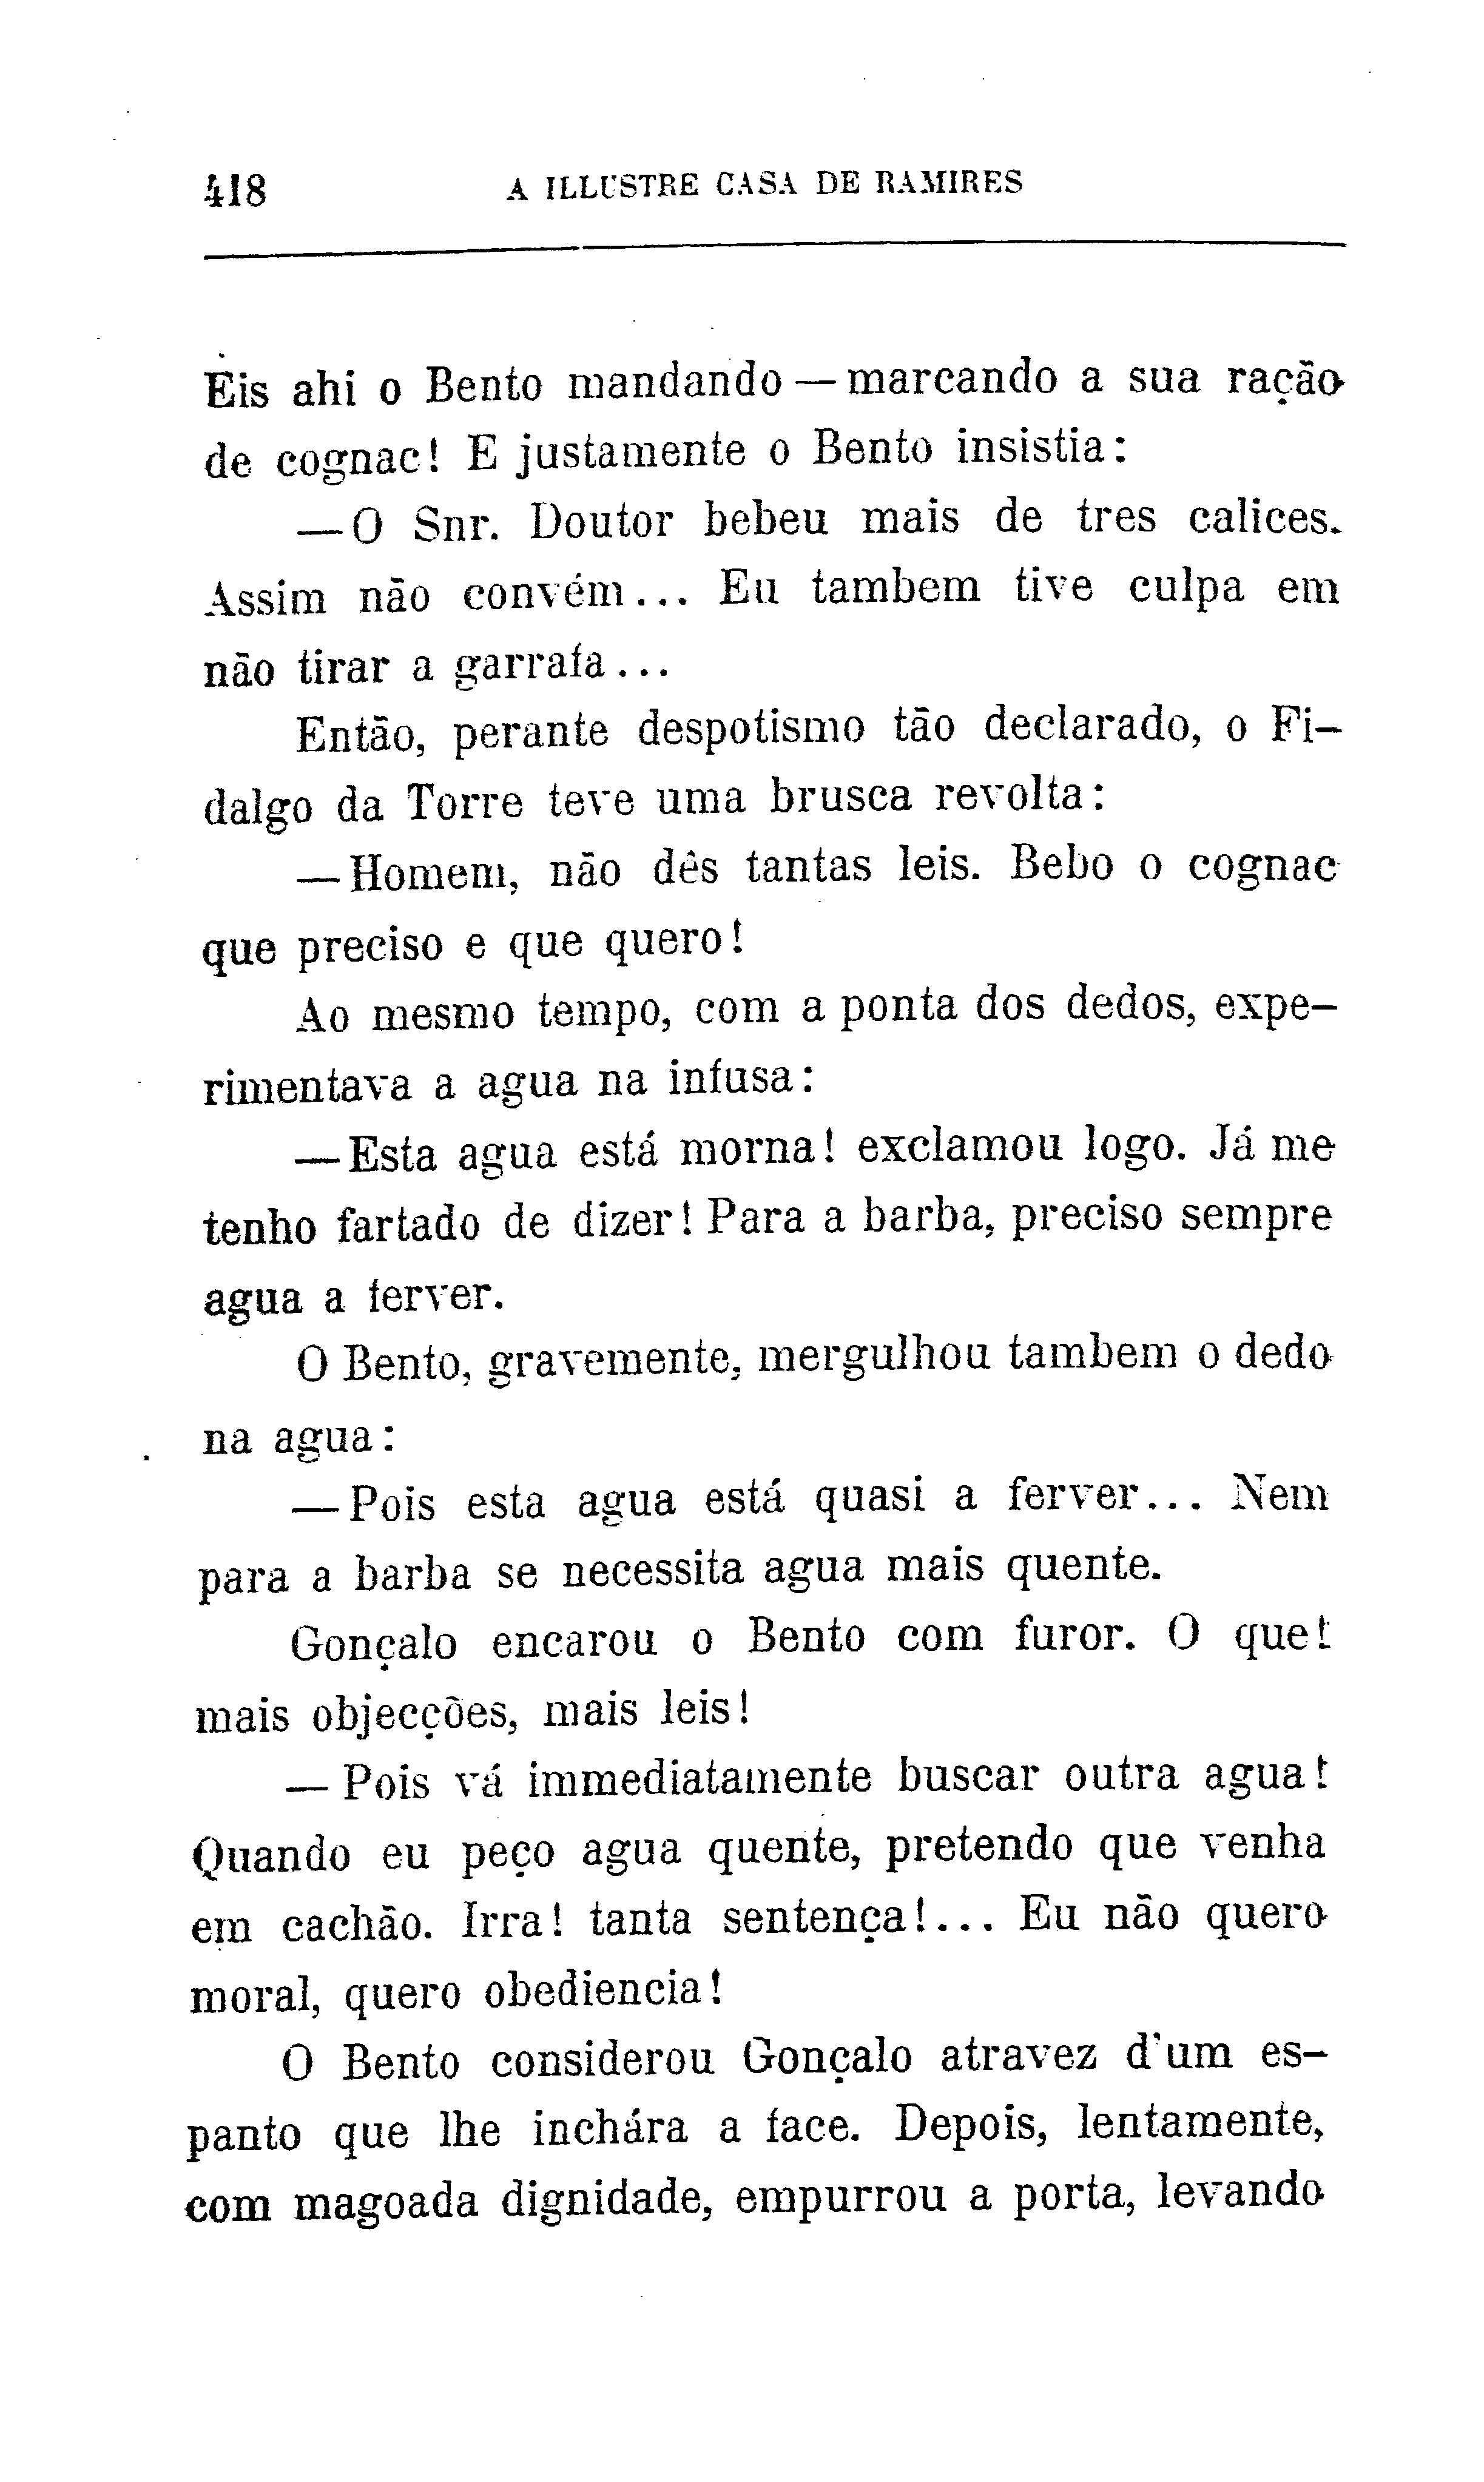 418 A ILLUSTRE CASA DE RAMIRES
Eis ahi o Bento mandando — marcando a sua ração
de cognac! E justamente o Bento insistia:
—O Snr. Doutor bebeu mais de tres calices.
Assim não convém... Eu tambem tive culpa em
não tirar a garrafa...
Então, perante despotismo tão declarado, o Fi-
dalgo da Torre teve uma brusca revolta:
—Homem, não dês tantas leis. Bebo o cognac
que preciso e que quero!
Ao mesmo tempo, com a ponta dos dedos, expe-
rimentava a agua na infusa:
—Esta agua está morna! exclamou logo. Já me
tenho fartado de dizer! Para a barba, preciso sempre
agua a ferver.
O Bento, gravemente, mergulhou tambem o dedo
na agua:
—Pois esta agua está quasi a ferver... Nem
para a barba se necessita agua mais quente.
Gonçalo encarou o Bento com furor. O que!
mais objecções, mais leis!
— Pois vá immediatamente buscar outra agua!
Quando eu peço agua quente, pretendo que venha
em cachão. Irra! tanta sentença!... Eu não quero
moral, quero obediencia!
O Bento considerou Gonçalo atravez d'um es-
panto que lhe inchára a face. Depois, lentamente,
com magoada dignidade, empurrou a porta, levando